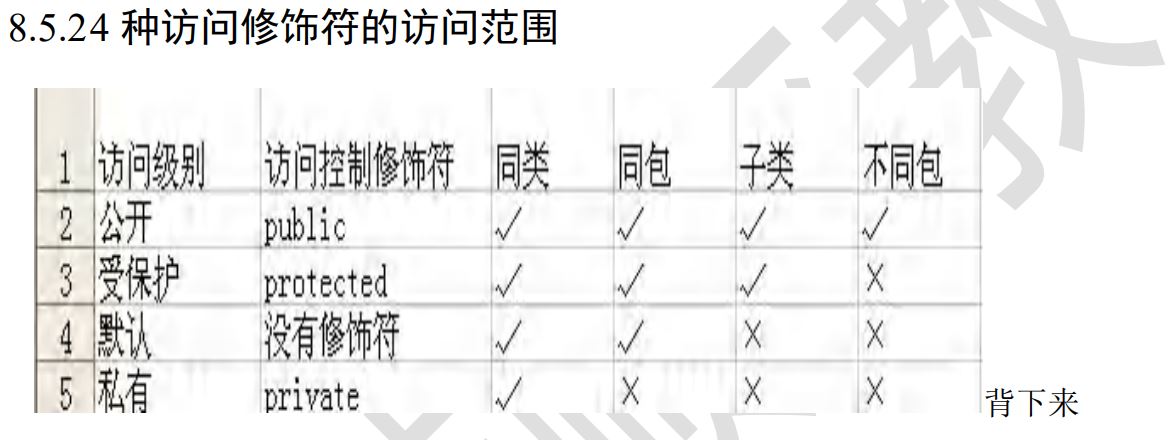 8.5.24 种访问修饰符的访问范围
1 访问级别 访问控制修饰符 同类 同包 子类 不同包
2 公开 public √ √ √ √
3 受保护 protected √ √ √ ×
4 默认 没有修饰符 √ √ × ×
5 私有 private √ × × ×
背下来